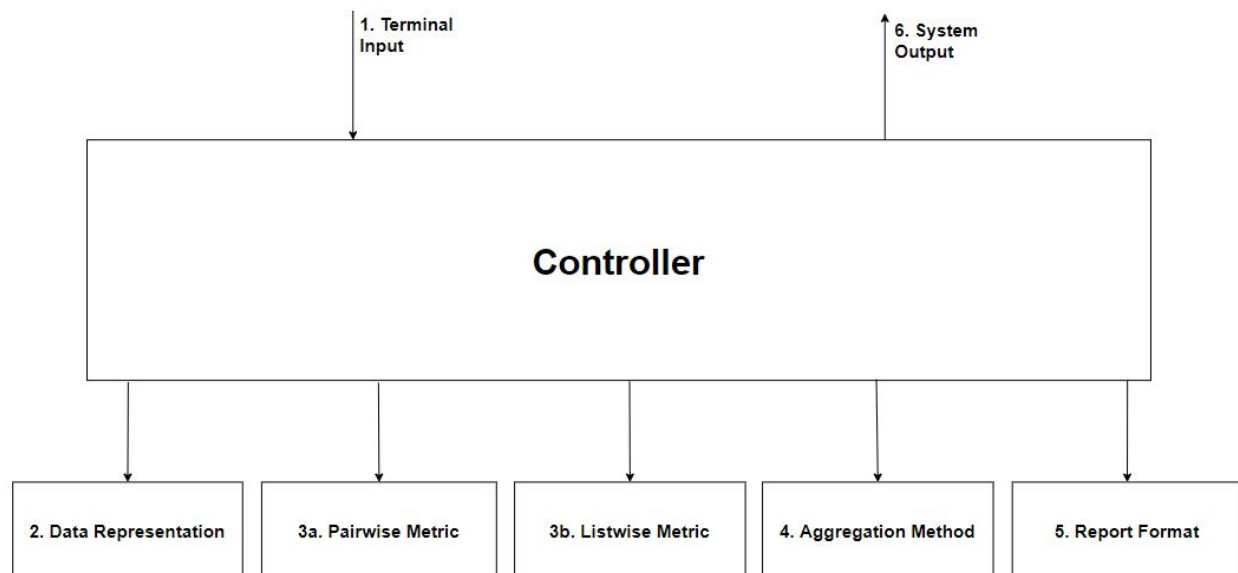 1. Terminal
Input
6. System
Output
Controller
2. Data Representation
3a. Pairwise Metric
3b. Listwise Metric
4. Aggregation Method
5. Report Format